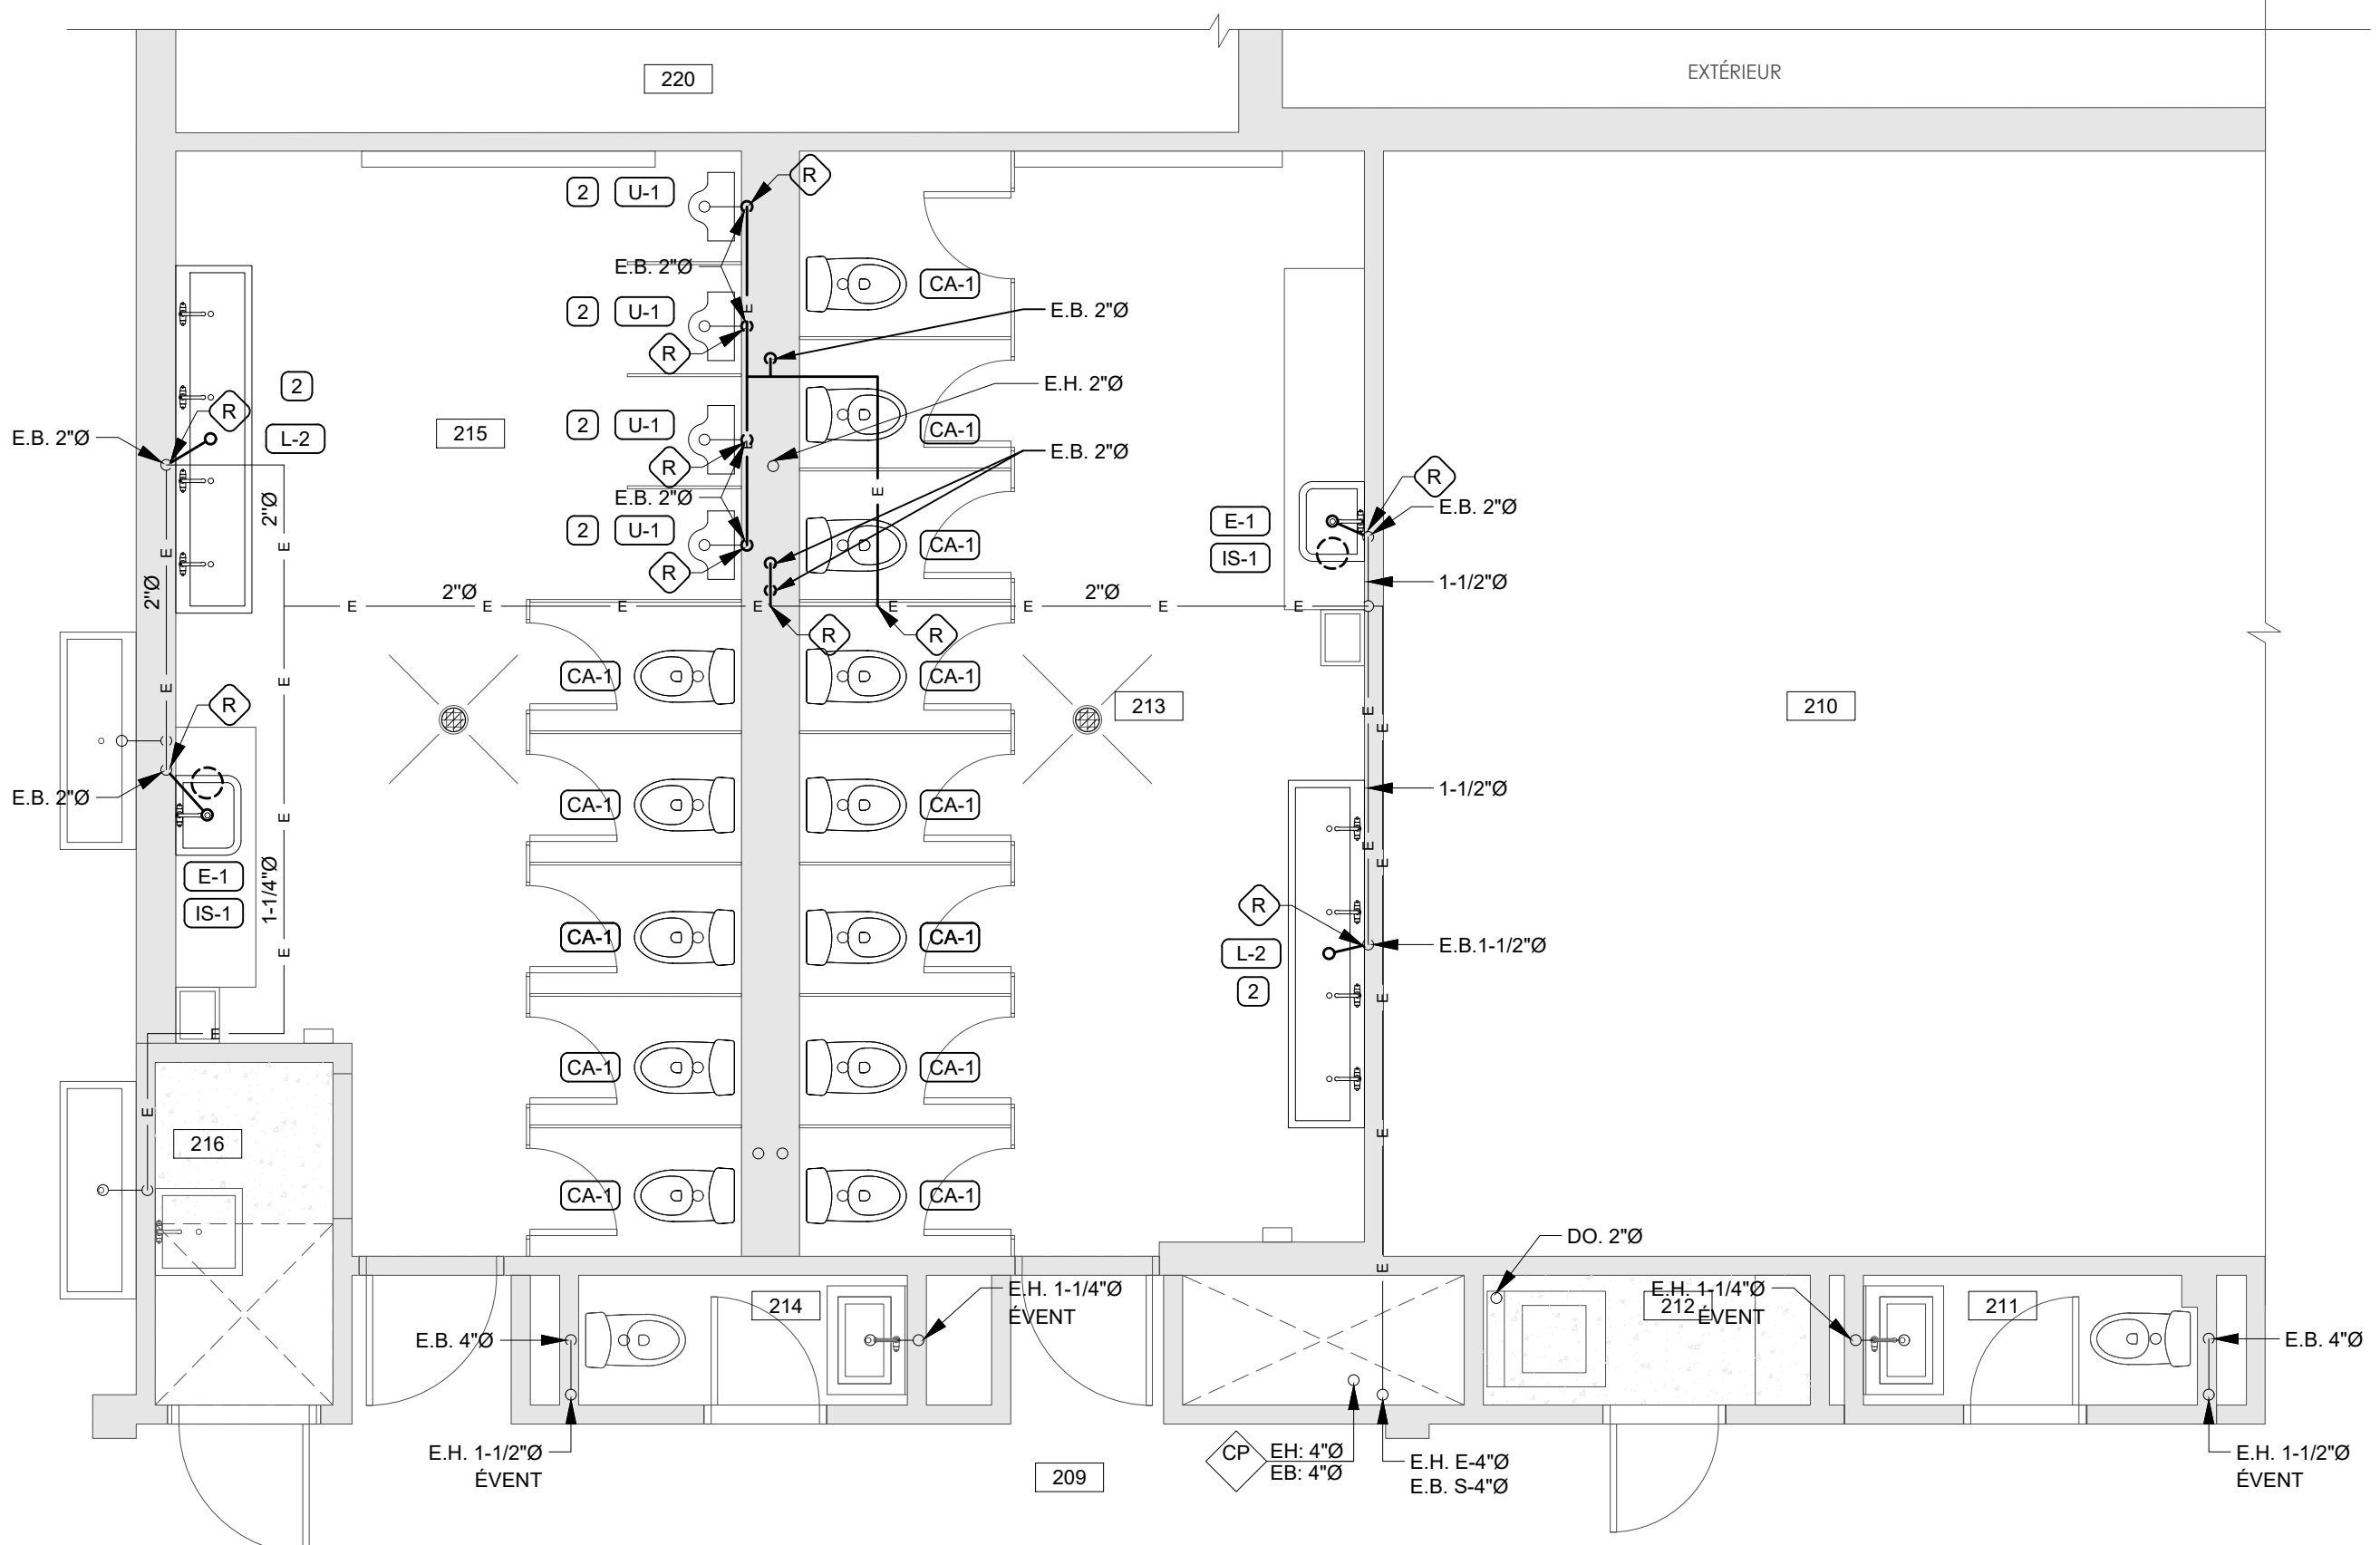 EXTÉRIEUR
220
R
2 U-1
E.B. 2"Ø
CA-1
2 U-1
E
E.B. 2"Ø
R
2
E.H. 2"Ø
R
2 U-1
CA-1
215
L-2
E.B. 2"Ø
E
E.B. 2"Ø
R
R
E
E.B. 2"Ø
2"Ø
E.B. 2"Ø
E-1
2 U-1
CA-1
E
E
IS-1
R
1-1/2"Ø
2"Ø
2"Ø
2"Ø
E
E
E
E
E
E
E
E
R
R
CA-1
CA-1
E
E
R
213
210
E
E
1-1/2"Ø
E.B. 2"Ø
CA-1
CA-1
E
E
E
E-1
1-1/4"Ø
R
IS-1
CA-1
CA-1
L-2
E.B.1-1/2"Ø
E
2
E
E
CA-1
CA-1
E
E
216
CA-1
CA-1
DO. 2"Ø
E
E.H. 1-1/4"Ø
ÉVENT
214
212
E.H. 1-1/4"Ø
ÉVENT
211
E.B. 4"Ø
E.B. 4"Ø
E.H. 1-1/2"Ø
ÉVENT
CP
EH: 4"Ø
EB: 4"Ø
E.H. E-4"Ø
E.B. S-4"Ø
E.H. 1-1/2"Ø
ÉVENT
209